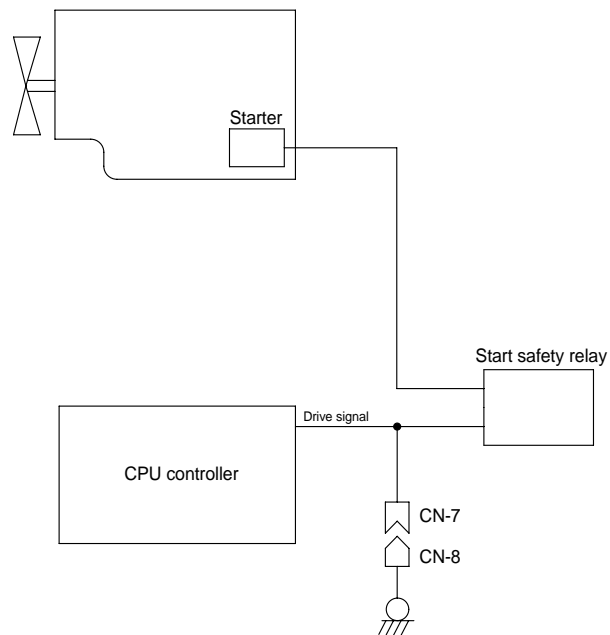 Starter
Start safety relay
Drive signal
CPU controller
CN-7
CN-8